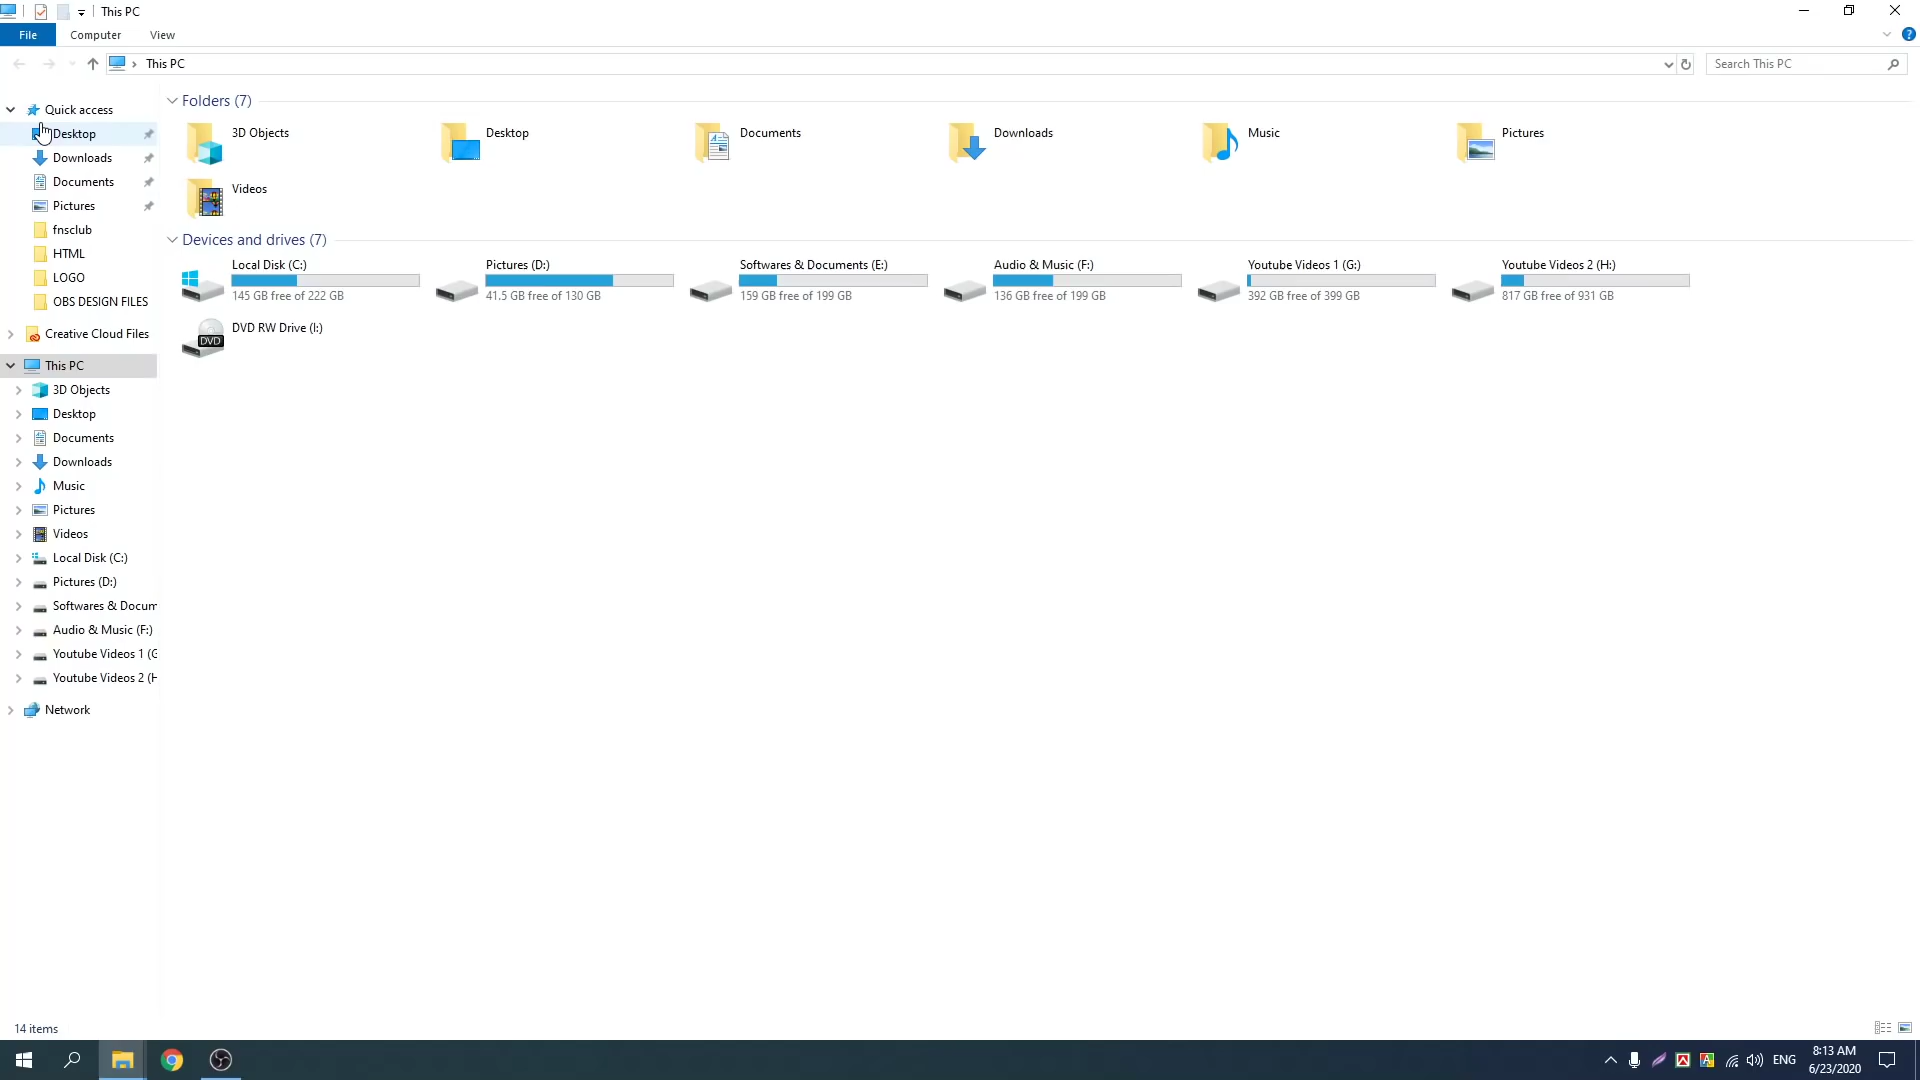 This PC
File Computer View
This PC
Search This PC
Quick access
Desktop
Downloads
Documents
Pictures
fnsclub
HTML
LOGO
OBS DESIGN FILES
Creative Cloud Files
This PC
3D Objects
Desktop
Documents
Downloads
Music
Pictures
Videos
Local Disk (C:)
Pictures (D:)
Softwares & Docum
Audio & Music (F:)
Youtube Videos 1 (G
Youtube Videos 2 (H
Network
Folders (7)
3D Objects Desktop Documents Downloads Music Pictures
Videos
Devices and drives (7)
Local Disk (C:) Pictures (D:) Softwares & Documents (E:) Audio & Music (F:) Youtube Videos 1 (G:) Youtube Videos 2 (H:)
145 GB free of 222 GB 41.5 GB free of 130 GB 159 GB free of 199 GB 136 GB free of 199 GB 392 GB free of 399 GB 817 GB free of 931 GB
DVD RW Drive (I:)
DVD
14 items
ENG
8:13 AM
6/23/2020